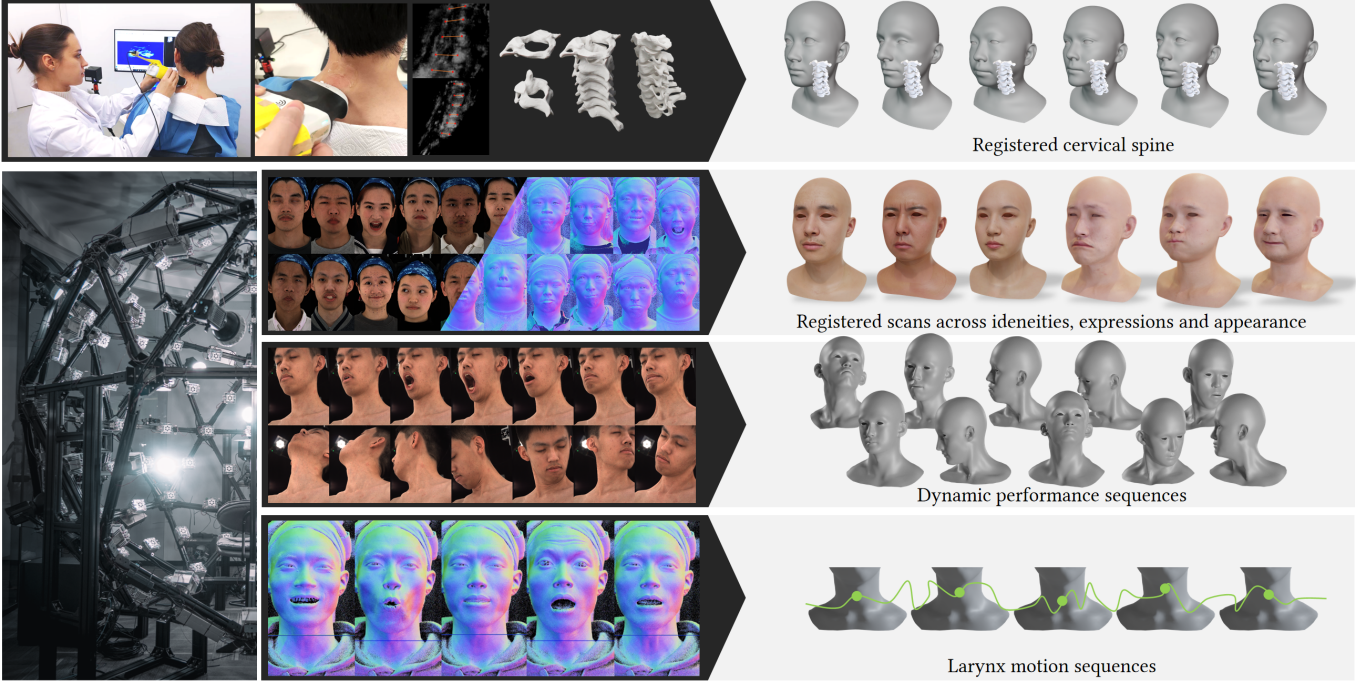 Registered cervical spine
Registered scans across ideneities, expressions and appearance
Dynamic performance sequences
Larynx motion sequences